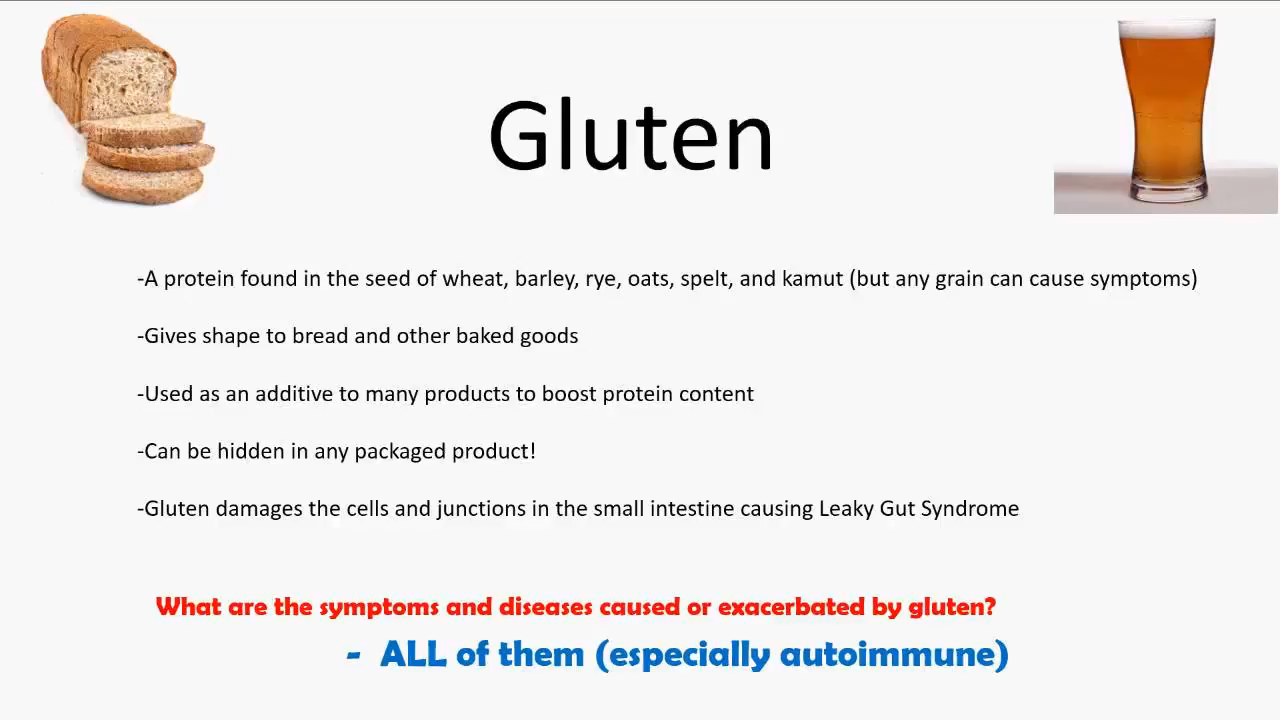 Gluten
-A protein found in the seed of wheat, barley, rye, oats, spelt, and kamut (but any grain can cause symptoms)
-Gives shape to bread and other baked goods
-Used as an additive to many products to boost protein content
-Can be hidden in any packaged product!
-Gluten damages the cells and junctions in the small intestine causing Leaky Gut Syndrome
What are the symptoms and diseases caused or exacerbated by gluten?
- ALL of them (especially autoimmune)